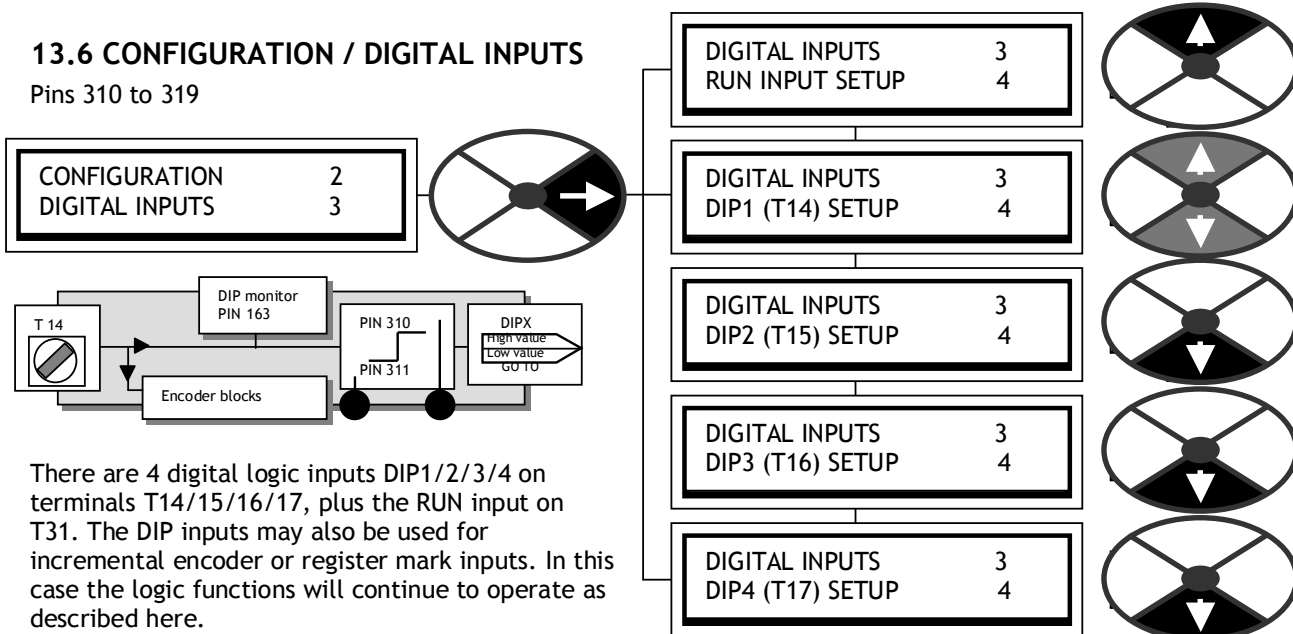 13.6 CONFIGURATION / DIGITAL INPUTS
Pins 310 to 319
CONFIGURATION 2
DIGITAL INPUTS 3
DIP monitor
PIN 163
T 14
PIN 310
PIN 311
DIPX
High value
Low value
GO TO
Encoder blocks
There are 4 digital logic inputs DIP1/2/3/4 on
terminals T14/15/16/17, plus the RUN input on
T31. The DIP inputs may also be used for
incremental encoder or register mark inputs. In this
case the logic functions will continue to operate as
described here.
DIGITAL INPUTS 3
RUN INPUT SETUP 4
DIGITAL INPUTS 3
DIP1 (T14) SETUP 4
DIGITAL INPUTS 3
DIP2 (T15) SETUP 4
DIGITAL INPUTS 3
DIP3 (T16) SETUP 4
DIGITAL INPUTS 3
DIP4 (T17) SETUP 4